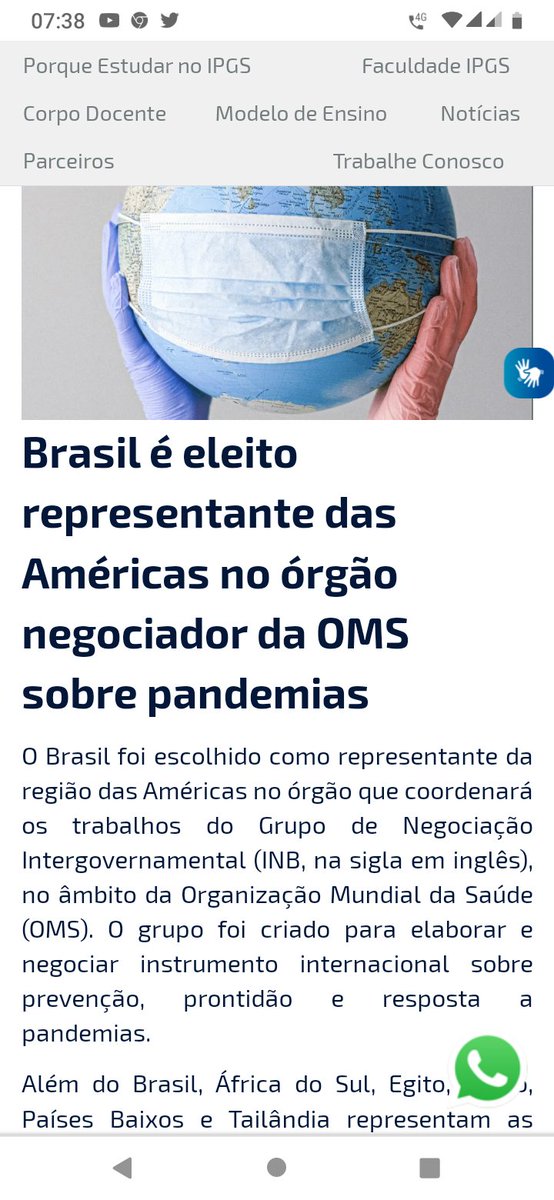 07:38
4G
Porque Estudar no IPGS Faculdade IPGS
Corpo Docente Modelo de Ensino Notícias
Parceiros Trabalhe Conosco
Brasil é eleito
representante das
Américas no órgão
negociador da OMS
sobre pandemias
O Brasil foi escolhido como representante da
região das Américas no órgão que coordenará
os trabalhos do Grupo de Negociação
Intergovernamental (INB, na sigla em inglês),
no âmbito da Organização Mundial da Saúde
(OMS). O grupo foi criado para elaborar e
negociar instrumento internacional sobre
prevenção, prontidão e resposta a
pandemias.
Além do Brasil, África do Sul, Egito,
Países Baixos e Tailândia representam as